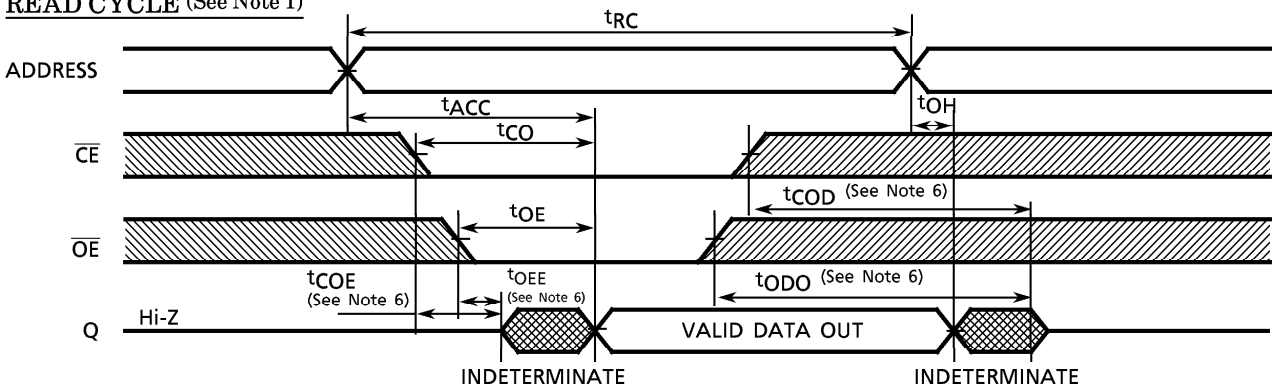 READ CYCLE (See Note 1)
tRC
ADDRESS
tACC
tOH
tCO
CE
tCOD (See Note 6)
tOE
OE
tCOE
(See Note 6)
tOEE
(See Note 6)
tODO (See Note 6)
Hi-Z
Q
VALID DATA OUT
INDETERMINATE
INDETERMINATE